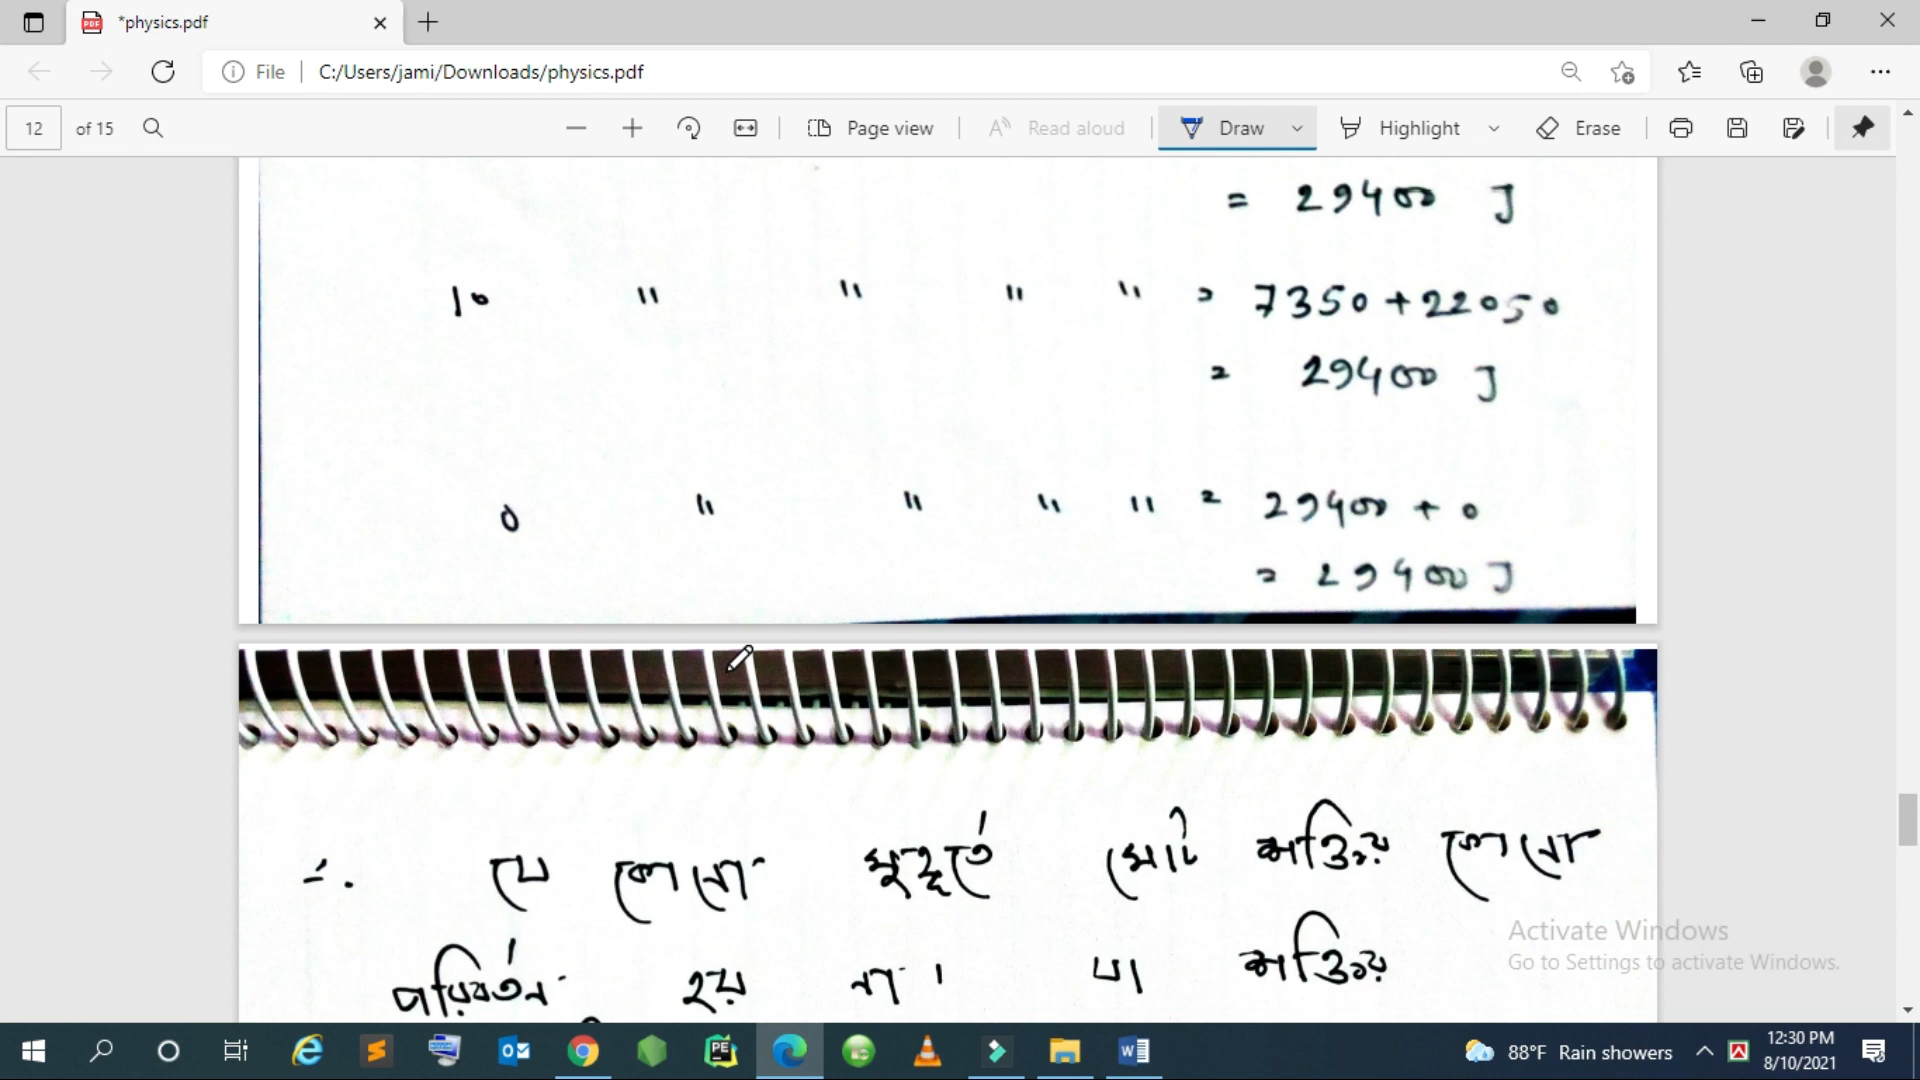 *physics.pdf
File C:/Users/jami/Downloads/physics.pdf
12 of 15 Page view Read aloud Draw Highlight Erase
= 29400 J
10 " " " " = 7350 + 22050
= 29400 J
0 " " " " = 29400 + 0
= 29400 J
∴ যে কোনো মুহূর্তে মোট শক্তির কোনো
পরিবর্তন হয় না। যা শক্তির
Activate Windows
Go to Settings to activate Windows.
88°F Rain showers
12:30 PM
8/10/2021